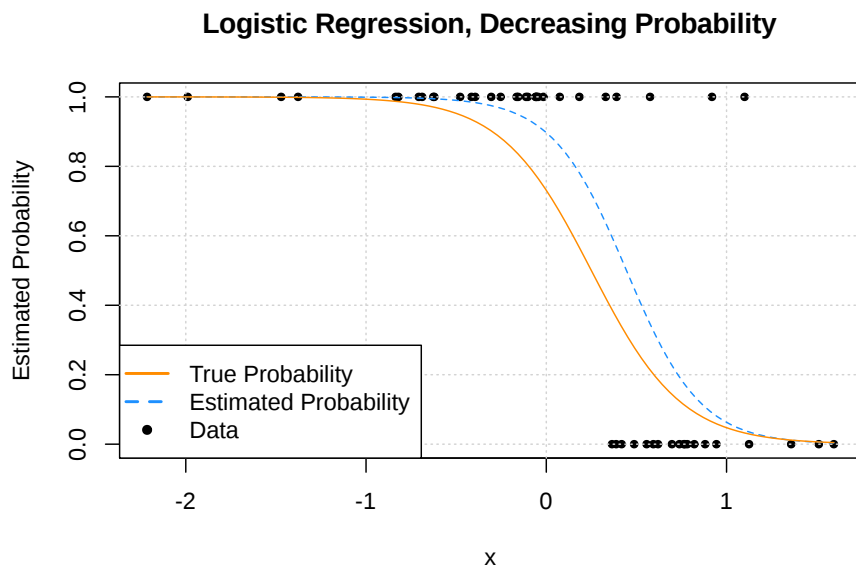 Logistic Regression, Decreasing Probability
Estimated Probability
1.0
0.8
0.6
0.4
0.2
0.0
True Probability
Estimated Probability
Data
-2
-1
0
1
x